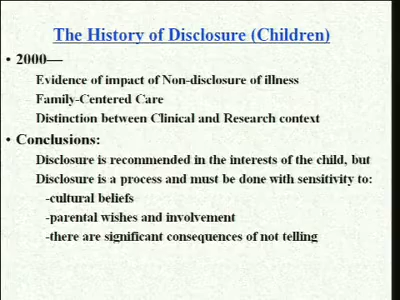 The History of Disclosure (Children)
• 2000—
Evidence of impact of Non-disclosure of illness
Family-Centered Care
Distinction between Clinical and Research context
• Conclusions:
Disclosure is recommended in the interests of the child, but
Disclosure is a process and must be done with sensitivity to:
-cultural beliefs
-parental wishes and involvement
-there are significant consequences of not telling